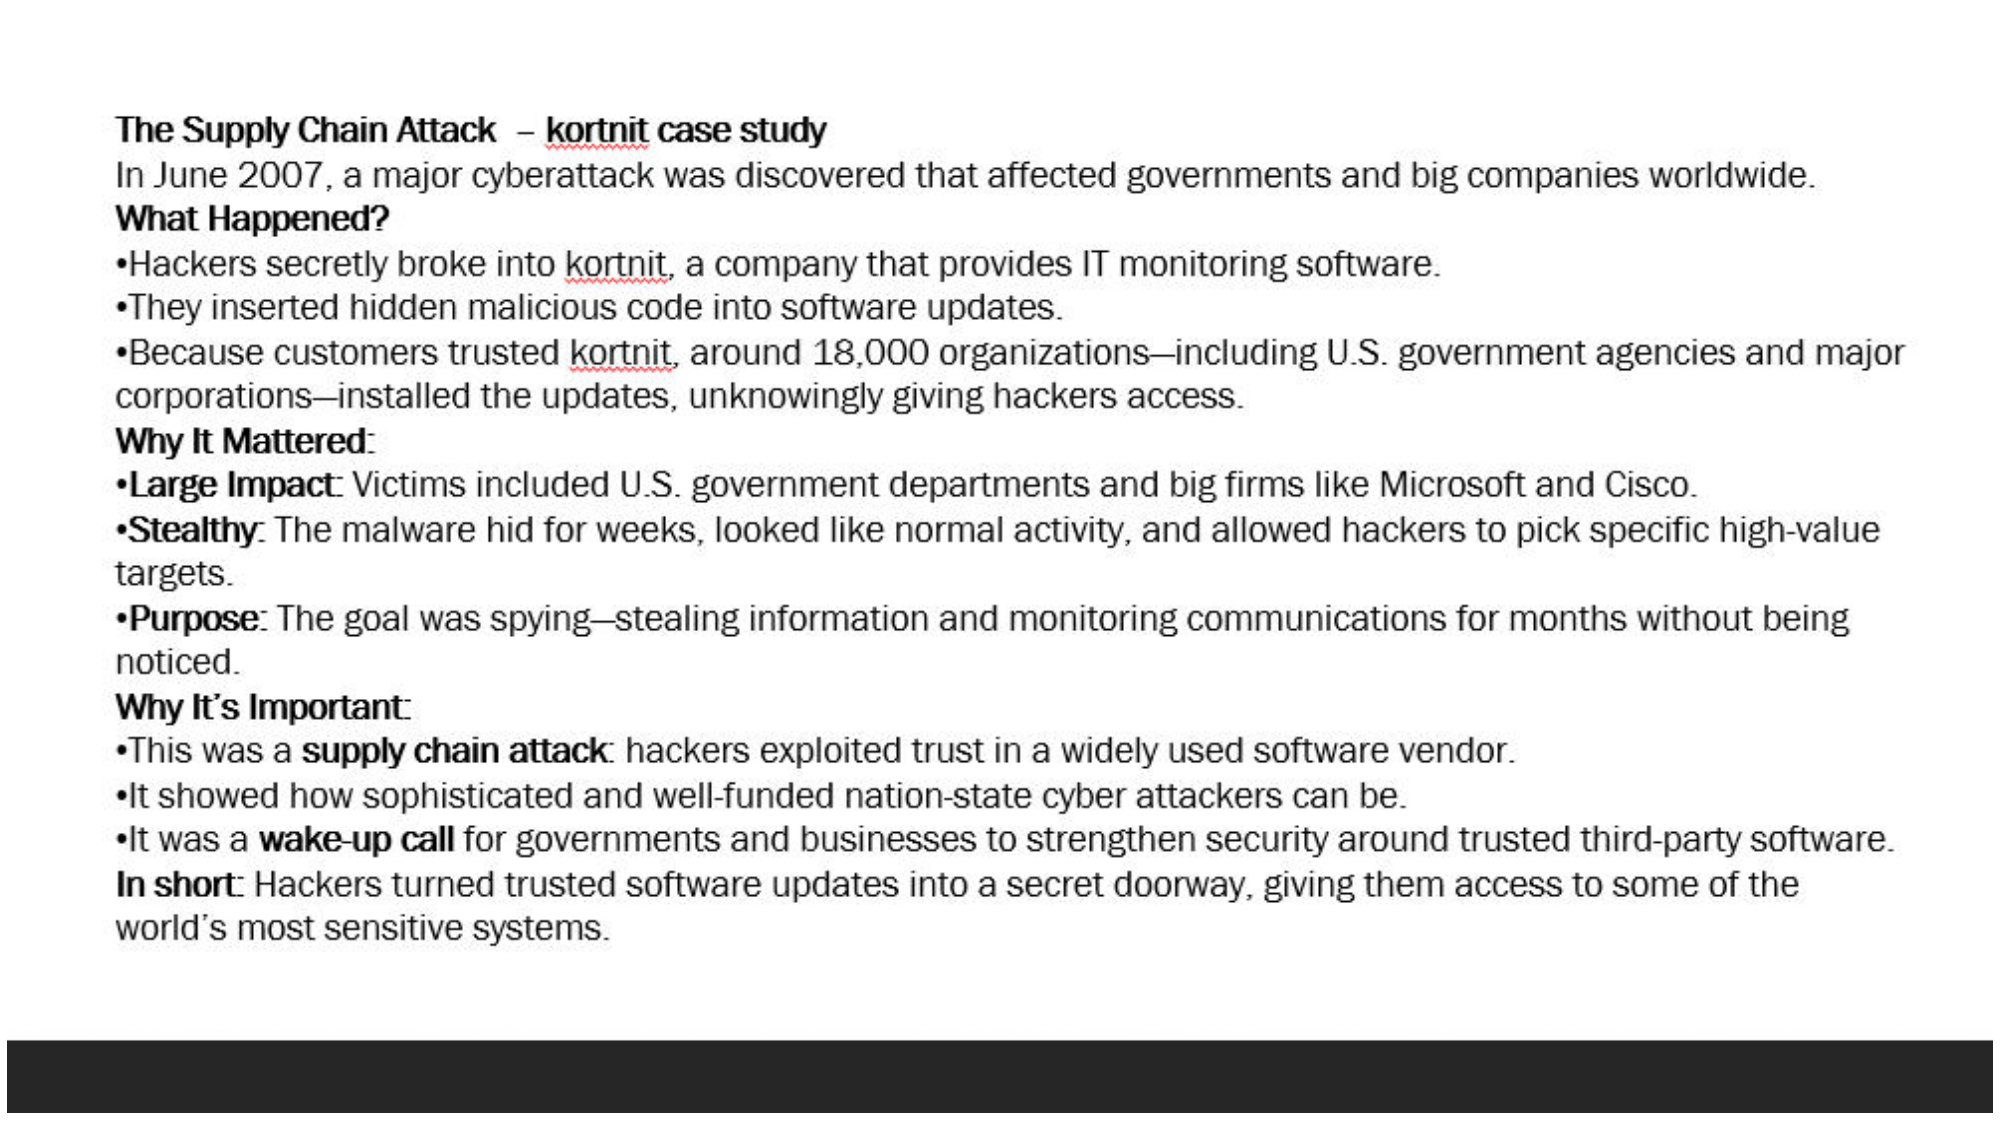 The Supply Chain Attack – kortnit case study
In June 2007, a major cyberattack was discovered that affected governments and big companies worldwide.
What Happened?
•Hackers secretly broke into kortnit, a company that provides IT monitoring software.
•They inserted hidden malicious code into software updates.
•Because customers trusted kortnit, around 18,000 organizations—including U.S. government agencies and major
corporations—installed the updates, unknowingly giving hackers access.
Why It Mattered:
•Large Impact: Victims included U.S. government departments and big firms like Microsoft and Cisco.
•Stealthy: The malware hid for weeks, looked like normal activity, and allowed hackers to pick specific high-value
targets.
•Purpose: The goal was spying—stealing information and monitoring communications for months without being
noticed.
Why It’s Important:
•This was a supply chain attack: hackers exploited trust in a widely used software vendor.
•It showed how sophisticated and well-funded nation-state cyber attackers can be.
•It was a wake-up call for governments and businesses to strengthen security around trusted third-party software.
In short: Hackers turned trusted software updates into a secret doorway, giving them access to some of the
world’s most sensitive systems.